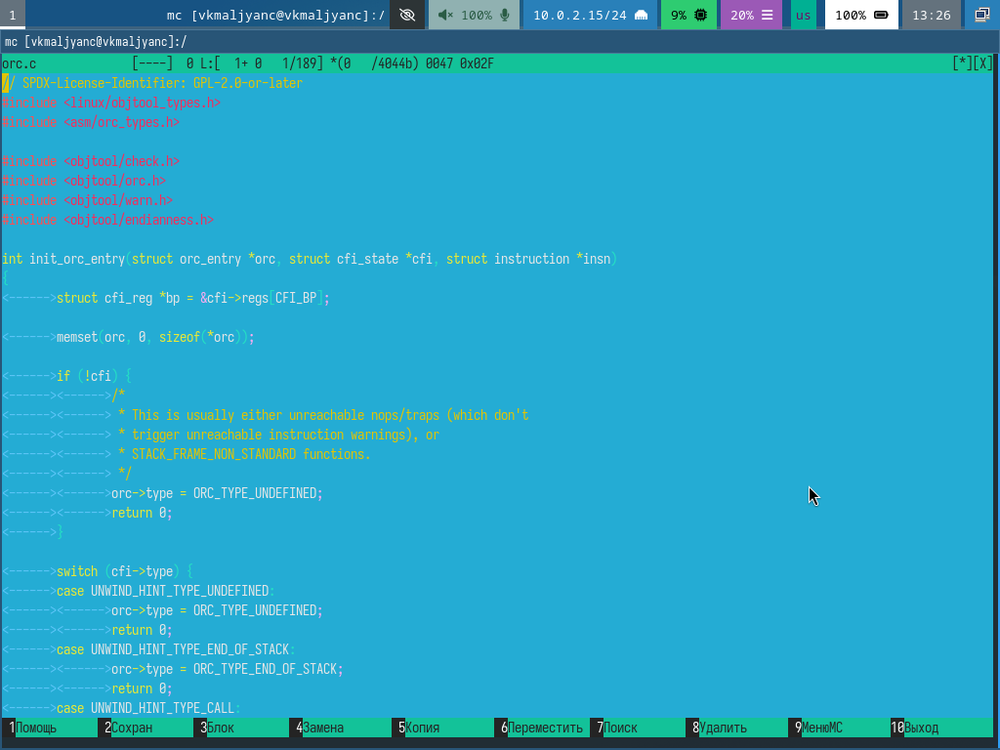 1 mc [vkmaljyanc@vkmaljyanc]:/ 100% 10.0.2.15/24 9% 20% us 100% 13:26
mc [vkmaljyanc@vkmaljyanc]:/
orc.c [----] 0 L:[ 1+ 0 1/189] *(0 /4044b) 0047 0x02F [*][X]
// SPDX-License-Identifier: GPL-2.0-or-later
#include <linux/objtool_types.h>
#include <asm/orc_types.h>
#include <objtool/check.h>
#include <objtool/orc.h>
#include <objtool/warn.h>
#include <objtool/endianness.h>
int init_orc_entry(struct orc_entry *orc, struct cfi_state *cfi, struct instruction *insn)
{
<------>struct cfi_reg *bp = &cfi->regs[CFI_BP];
<------>memset(orc, 0, sizeof(*orc));
<------>if (!cfi) {
<------><------>/*
<------><------> * This is usually either unreachable nops/traps (which don't
<------><------> * trigger unreachable instruction warnings), or
<------><------> * STACK_FRAME_NON_STANDARD functions.
<------><------> */
<------><------>orc->type = ORC_TYPE_UNDEFINED;
<------><------>return 0;
<------>}
<------>switch (cfi->type) {
<------>case UNWIND_HINT_TYPE_UNDEFINED:
<------><------>orc->type = ORC_TYPE_UNDEFINED;
<------><------>return 0;
<------>case UNWIND_HINT_TYPE_END_OF_STACK:
<------><------>orc->type = ORC_TYPE_END_OF_STACK;
<------><------>return 0;
<------>case UNWIND_HINT_TYPE_CALL:
1Помощь 2Сохран 3Блок 4Замена 5Копия 6Переместить 7Поиск 8Удалить 9МенюМС 10Выход